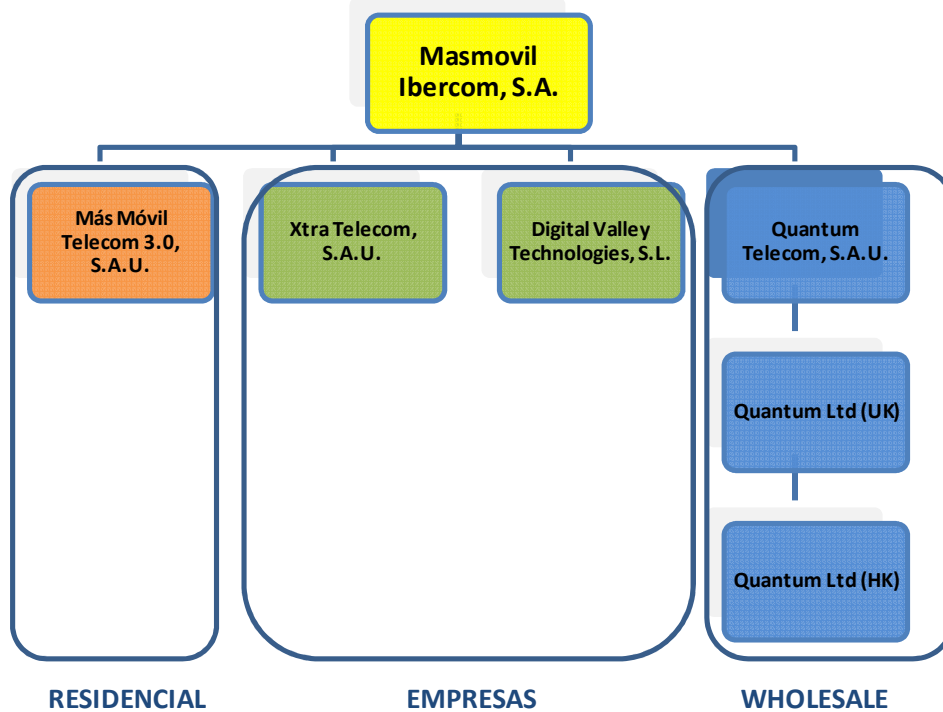 Masmovil
Ibercom, S.A.
Más Móvil
Telecom 3.0,
S.A.U.
Xtra Telecom,
S.A.U.
Digital Valley
Technologies, S.L.
Quantum
Telecom, S.A.U.
Quantum Ltd (UK)
Quantum Ltd (HK)
RESIDENCIAL
EMPRESAS
WHOLESALE